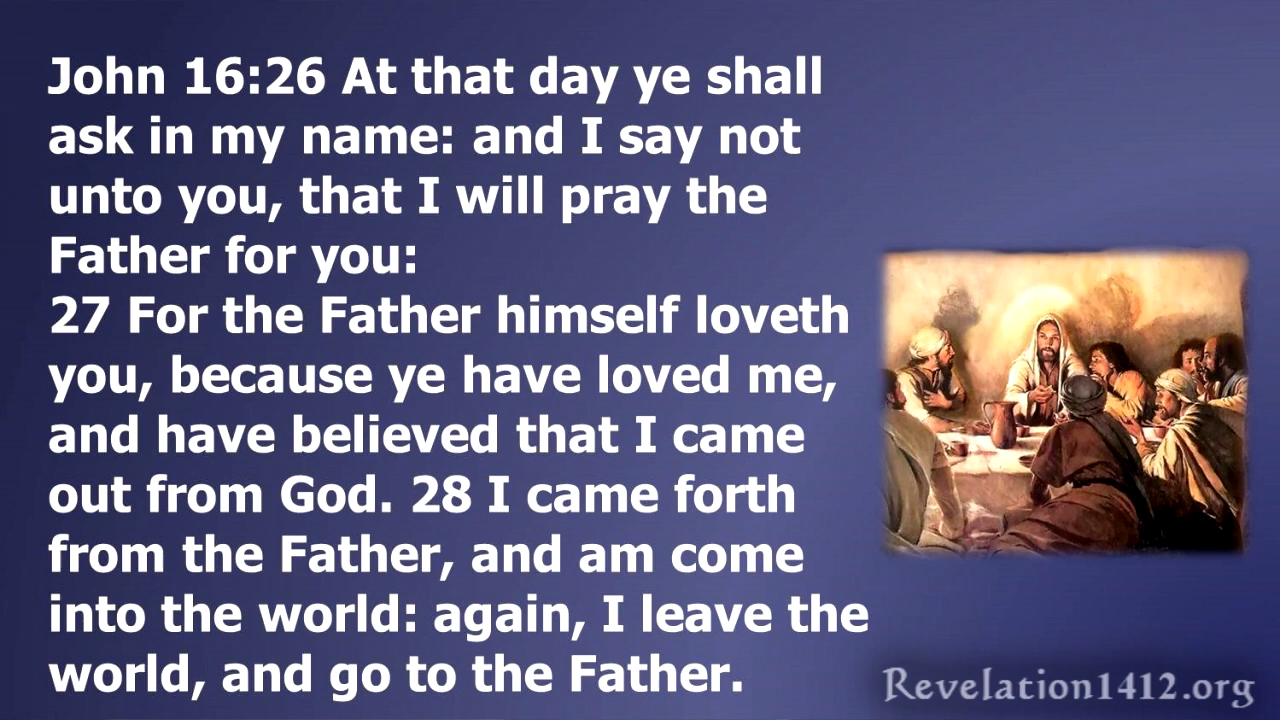 John 16:26 At that day ye shall
ask in my name: and I say not
unto you, that I will pray the
Father for you:
27 For the Father himself loveth
you, because ye have loved me,
and have believed that I came
out from God. 28 I came forth
from the Father, and am come
into the world: again, I leave the
world, and go to the Father.
Revelation1412.org